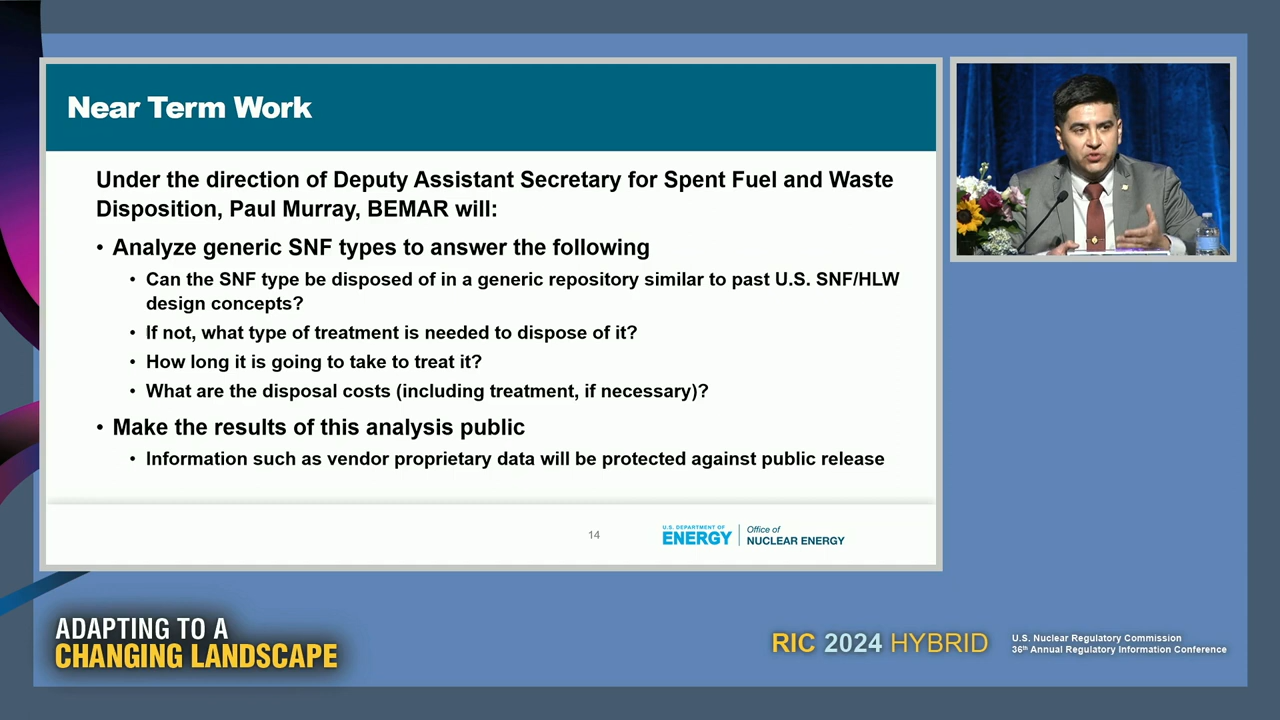 Near Term Work
Under the direction of Deputy Assistant Secretary for Spent Fuel and Waste
Disposition, Paul Murray, BEMAR will:
• Analyze generic SNF types to answer the following
• Can the SNF type be disposed of in a generic repository similar to past U.S. SNF/HLW
design concepts?
• If not, what type of treatment is needed to dispose of it?
• How long it is going to take to treat it?
• What are the disposal costs (including treatment, if necessary)?
• Make the results of this analysis public
• Information such as vendor proprietary data will be protected against public release
14
U.S. DEPARTMENT OF
ENERGY
Office of
NUCLEAR ENERGY
ADAPTING TO A
CHANGING LANDSCAPE
RIC 2024 HYBRID
U.S. Nuclear Regulatory Commission
36th Annual Regulatory Information Conference